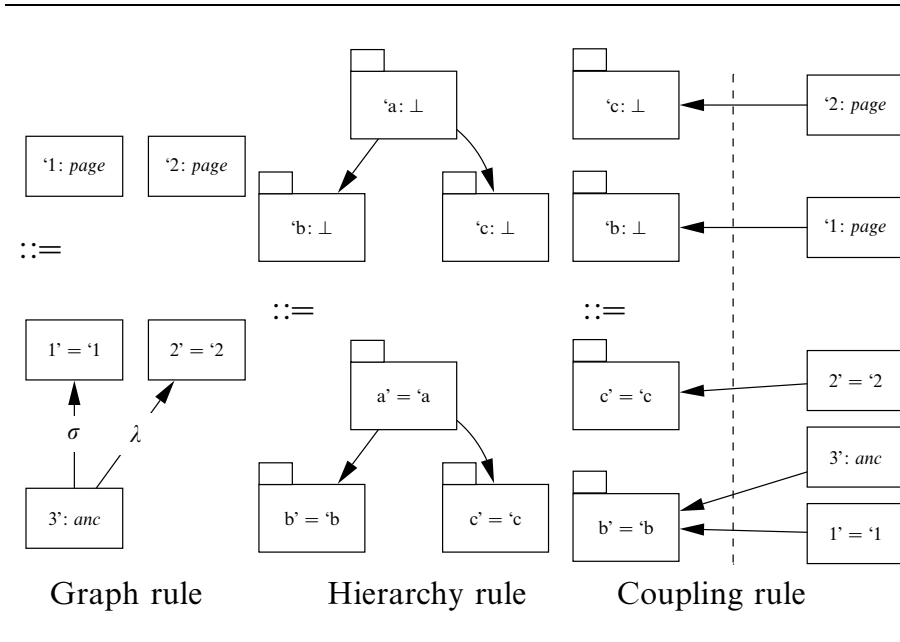 ‘1: page
‘2: page
::=
1’ = ‘1
2’ = ‘2
σ
λ
3’: anc
Graph rule
‘a: ⊥
‘b: ⊥
‘c: ⊥
::=
a’ = ‘a
b’ = ‘b
c’ = ‘c
Hierarchy rule
‘c: ⊥
‘2: page
‘b: ⊥
‘1: page
::=
c’ = ‘c
2’ = ‘2
3’: anc
b’ = ‘b
1’ = ‘1
Coupling rule